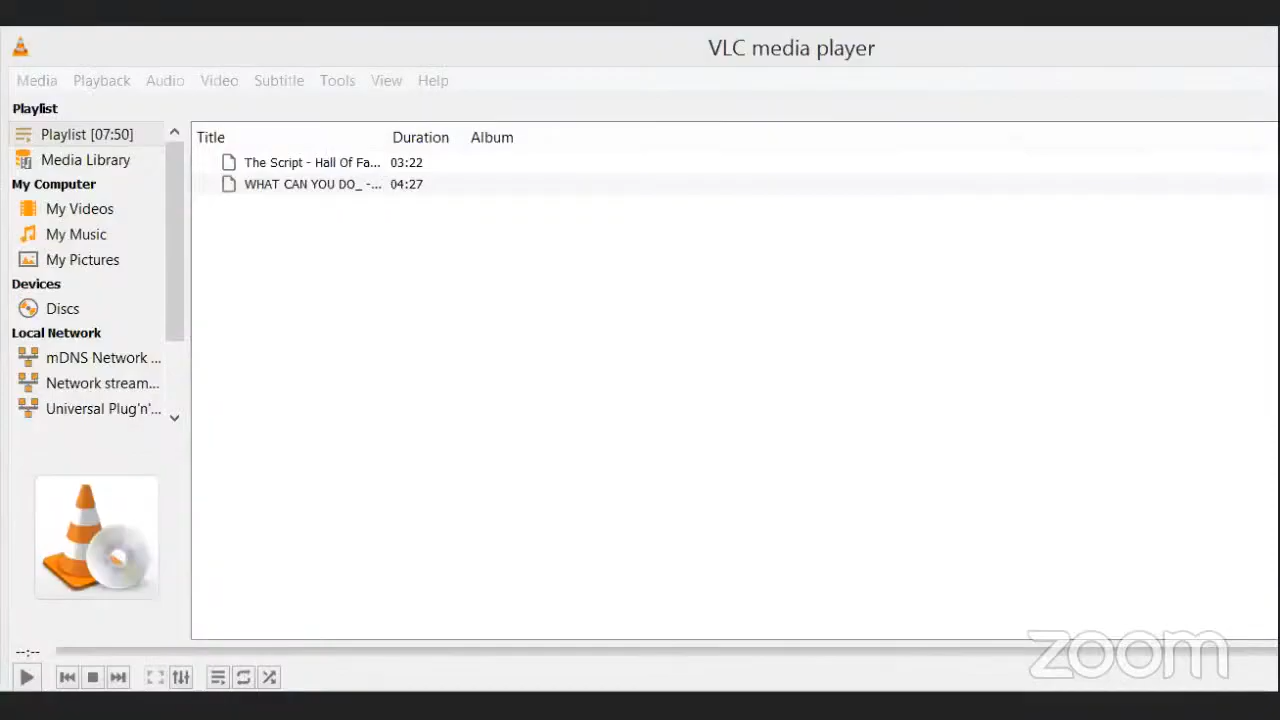 VLC media player
Media Playback Audio Video Subtitle Tools View Help
Playlist
Playlist [07:50]
Media Library
My Computer
My Videos
My Music
My Pictures
Devices
Discs
Local Network
mDNS Network ...
Network stream...
Universal Plug'n'...
Title Duration Album
The Script - Hall Of Fa... 03:22
WHAT CAN YOU DO_ -... 04:27
--:--
zoom